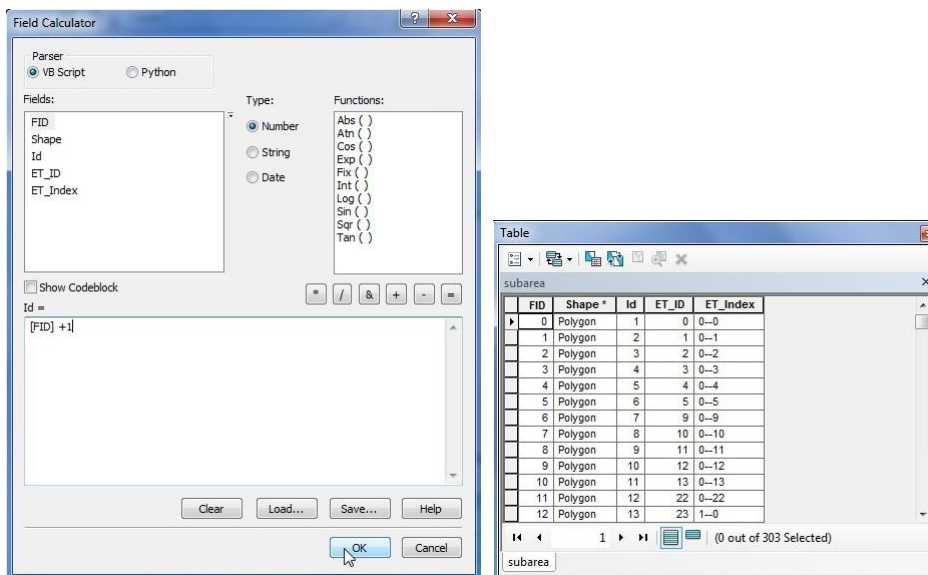 Field Calculator
Parser
VB Script Python
Fields: Type: Functions:
FID
Shape
Id
ET_ID
ET_Index
Number
String
Date
Abs ( )
Atn ( )
Cos ( )
Exp ( )
Fix ( )
Int ( )
Log ( )
Sin ( )
Sqr ( )
Tan ( )
Show Codeblock
* / & + - =
Id =
[FID] +1
Clear Load... Save... Help
OK Cancel
Table
subarea
FID Shape * Id ET_ID ET_Index
0 Polygon 1 0 0--0
1 Polygon 2 1 0--1
2 Polygon 3 2 0--2
3 Polygon 4 3 0--3
4 Polygon 5 4 0--4
5 Polygon 6 5 0--5
6 Polygon 7 9 0--9
7 Polygon 8 10 0--10
8 Polygon 9 11 0--11
9 Polygon 10 12 0--12
10 Polygon 11 13 0--13
11 Polygon 12 22 0--22
12 Polygon 13 23 1--0
1 (0 out of 303 Selected)
subarea